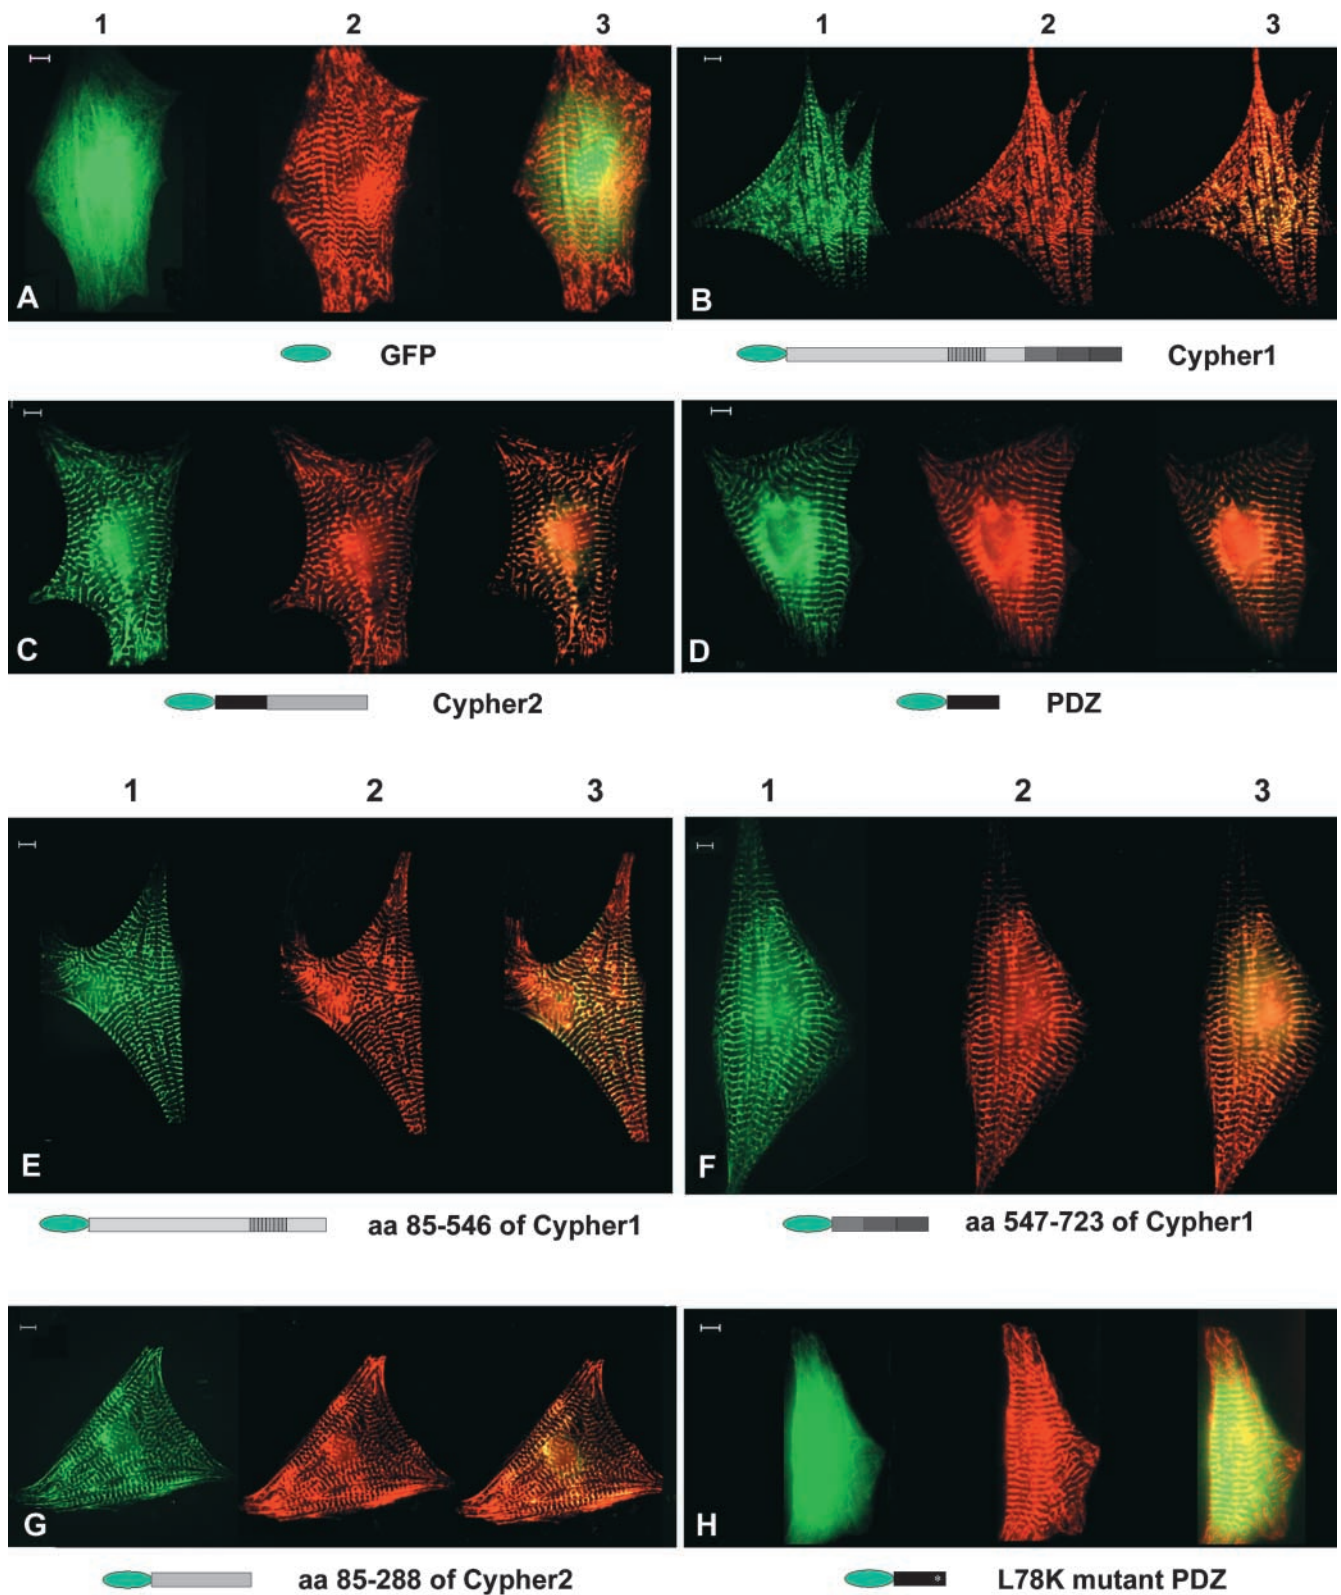 1 2 3 1 2 3
A B
GFP Cypher1
C D
Cypher2 PDZ
1 2 3 1 2 3
E F
aa 85-546 of Cypher1 aa 547-723 of Cypher1
G H
aa 85-288 of Cypher2 L78K mutant PDZ